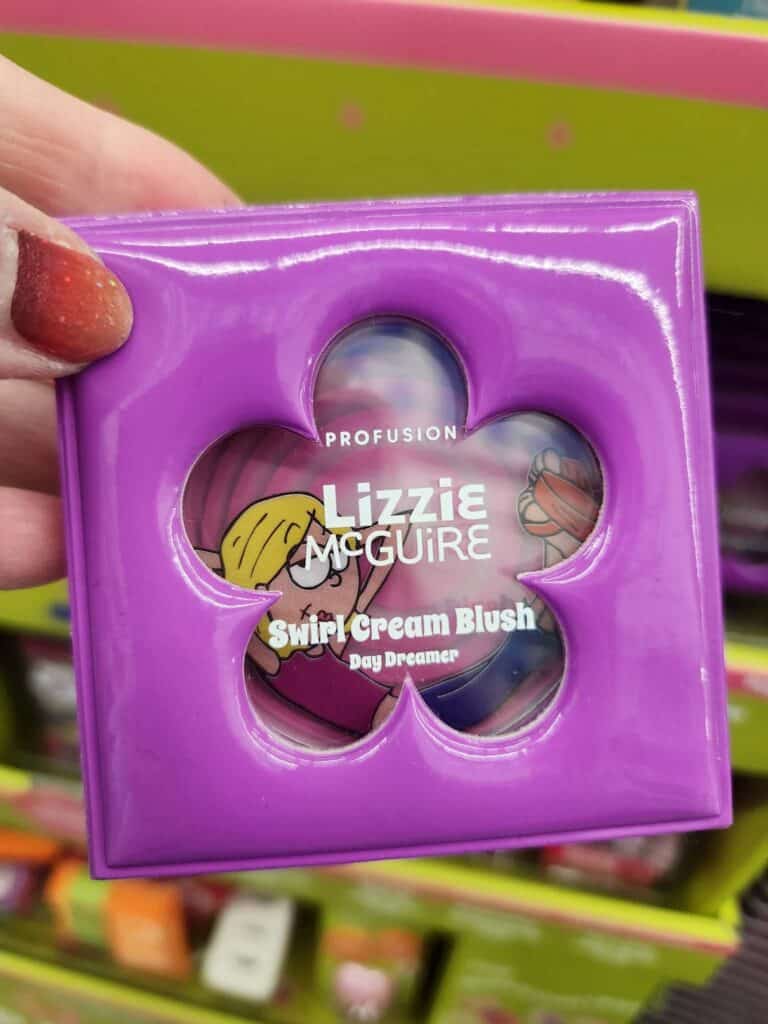 PROFUSION
Lizzie
McGUiRE
Swirl Cream Blush
Day Dreamer